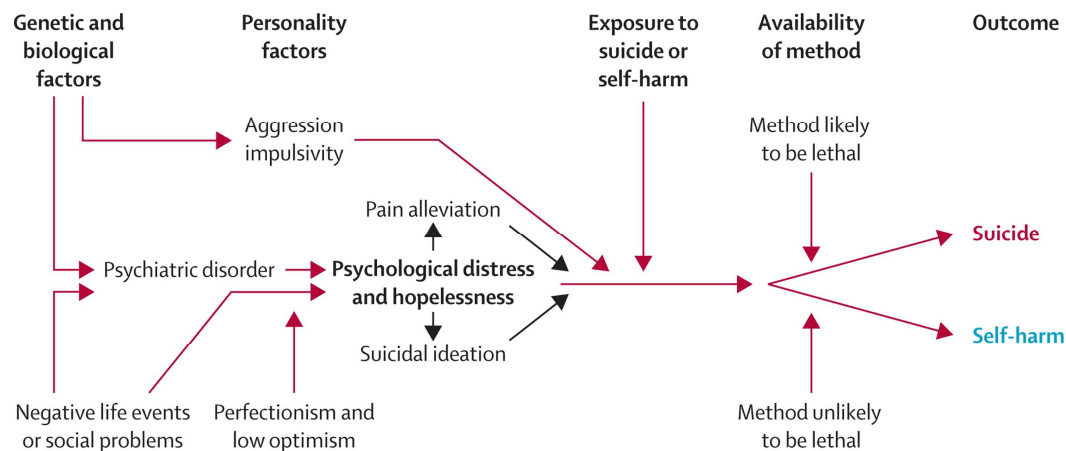 Genetic and
biological
factors
Personality
factors
Exposure to
suicide or
self-harm
Availability
of method
Outcome
Aggression
impulsivity
Method likely
to be lethal
Pain alleviation
Suicide
Psychiatric disorder
Psychological distress
and hopelessness
Self-harm
Suicidal ideation
Negative life events
or social problems
Perfectionism and
low optimism
Method unlikely
to be lethal